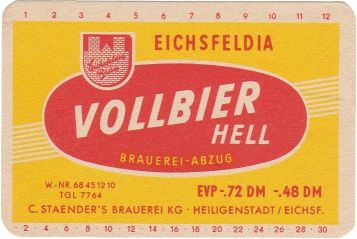 1 2 3 4 5 6 7 8 9 10 11 12
EICHSFELDIA
VOLLBIER
HELL
BRAUEREI-ABZUG
W.-NR. 68 45 12 10
TGL 7764
EVP -.72 DM -.48 DM
C. STAENDER'S BRAUEREI KG · HEILIGENSTADT / EICHSF.
2 · 4 · 6 · 8 · 10 · 12 · 14 · 16 · 18 · 20 · 22 · 24 · 26 · 28 · 30